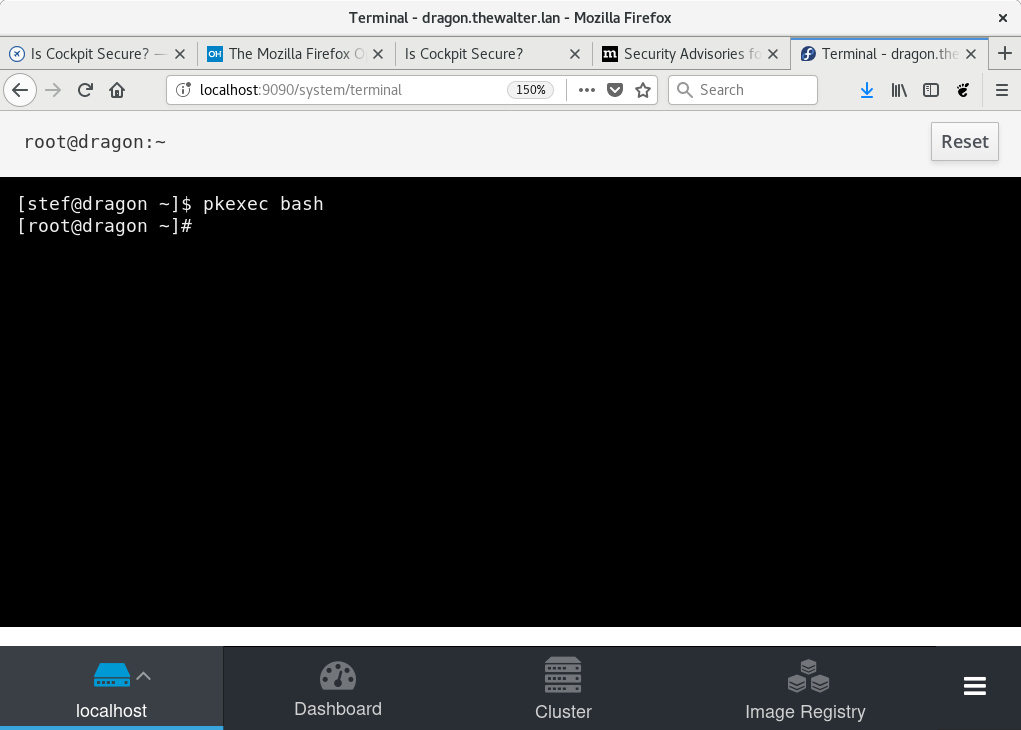 Terminal - dragon.thewalter.lan - Mozilla Firefox
Is Cockpit Secure? —
OH The Mozilla Firefox O
Is Cockpit Secure?
m Security Advisories fo
Terminal - dragon.the
localhost:9090/system/terminal 150% Search
root@dragon:~ Reset
[stef@dragon ~]$ pkexec bash
[root@dragon ~]#
localhost Dashboard Cluster Image Registry